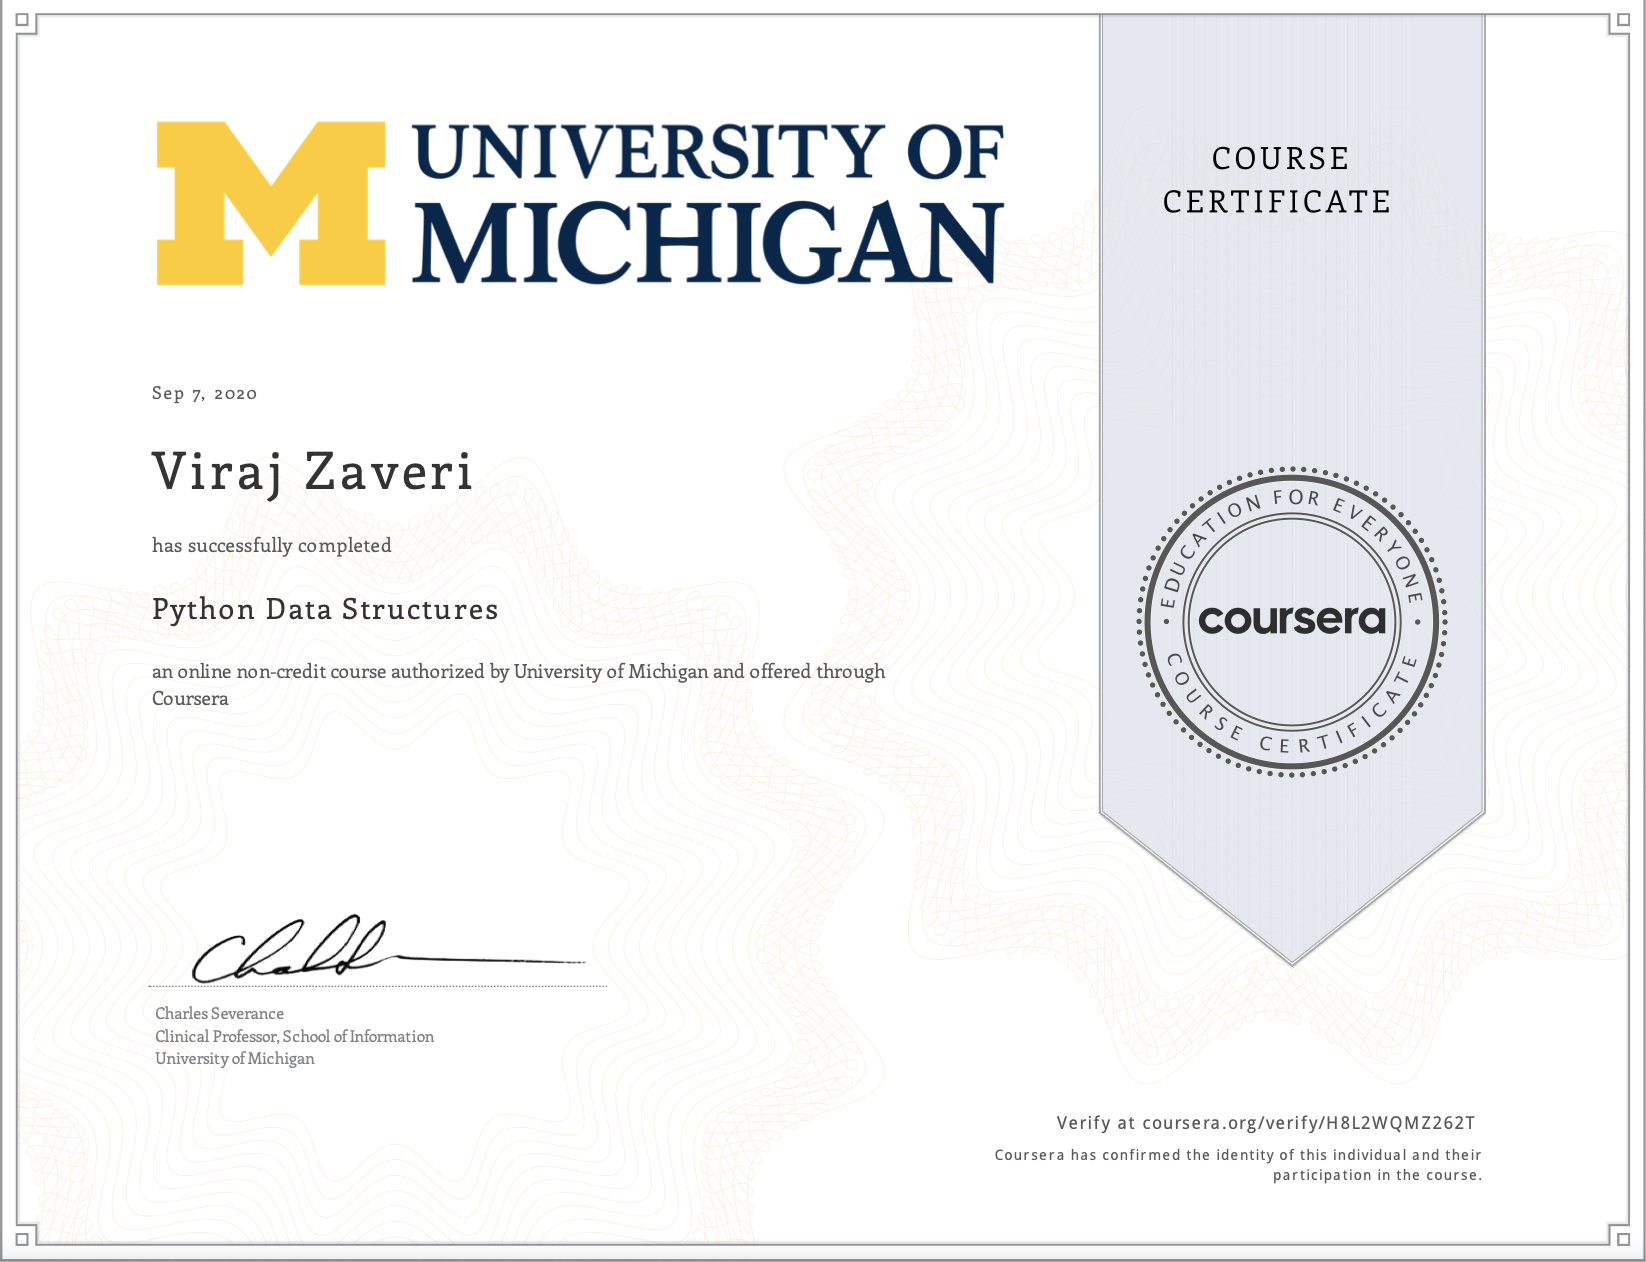 UNIVERSITY OF
MICHIGAN
COURSE
CERTIFICATE
Sep 7, 2020
Viraj Zaveri
has successfully completed
Python Data Structures
an online non-credit course authorized by University of Michigan and offered through
Coursera
EDUCATION FOR EVERYONE
coursera
COURSE CERTIFICATE
Charles Severance
Clinical Professor, School of Information
University of Michigan
Verify at coursera.org/verify/H8L2WQMZ262T
Coursera has confirmed the identity of this individual and their
participation in the course.